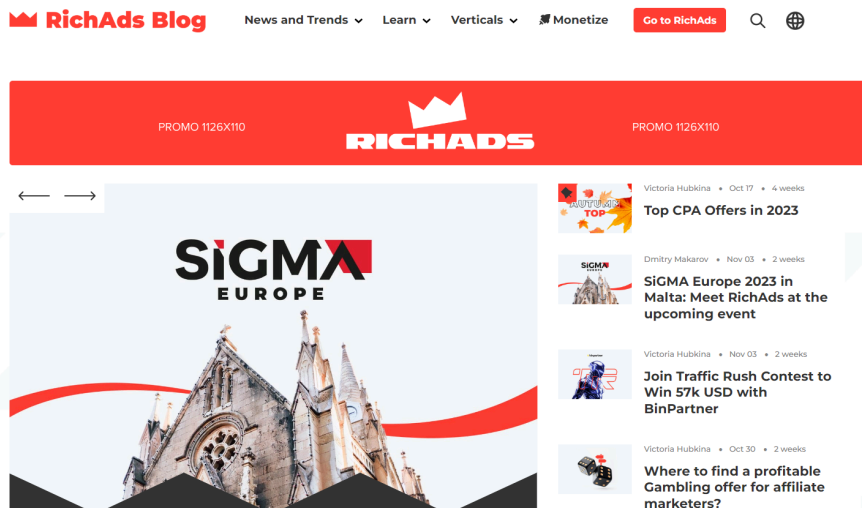 RichAds Blog
News and Trends
Learn
Verticals
Monetize
Go to RichAds
PROMO 1126X110
RICHADS
PROMO 1126X110
SiGMA
EUROPE
AUTUMN
TOP
Victoria Hubkina • Oct 17 • 4 weeks
Top CPA Offers in 2023
SiGMA
EUROPE
Dmitry Makarov • Nov 03 • 2 weeks
SiGMA Europe 2023 in
Malta: Meet RichAds at the
upcoming event
Victoria Hubkina • Nov 03 • 2 weeks
Join Traffic Rush Contest to
Win 57k USD with
BinPartner
Victoria Hubkina • Oct 30 • 2 weeks
Where to find a profitable
Gambling offer for affiliate
marketers?